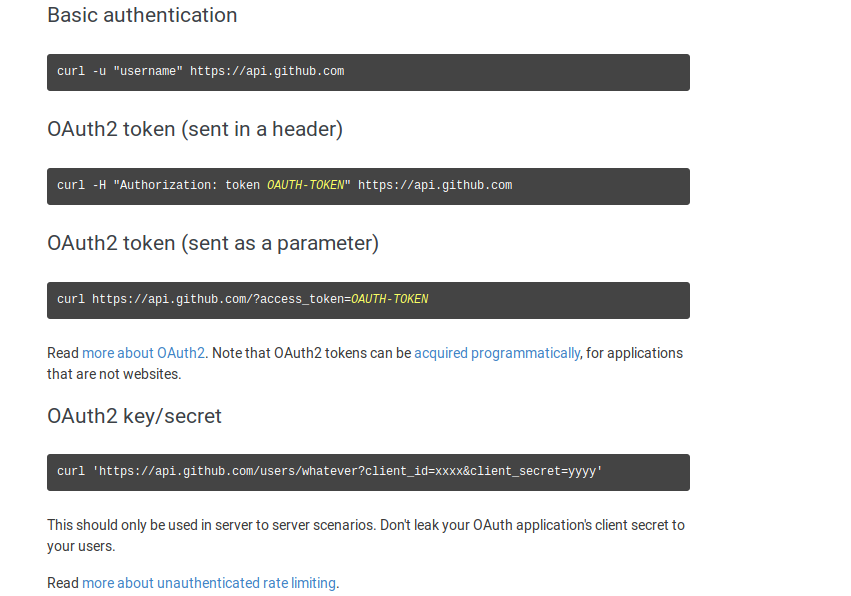 Basic authentication
curl -u "username" https://api.github.com
OAuth2 token (sent in a header)
curl -H "Authorization: token OAUTH-TOKEN" https://api.github.com
OAuth2 token (sent as a parameter)
curl https://api.github.com/?access_token=OAUTH-TOKEN
Read more about OAuth2. Note that OAuth2 tokens can be acquired programmatically, for applications
that are not websites.
OAuth2 key/secret
curl 'https://api.github.com/users/whatever?client_id=xxxx&client_secret=yyyy'
This should only be used in server to server scenarios. Don't leak your OAuth application's client secret to
your users.
Read more about unauthenticated rate limiting.